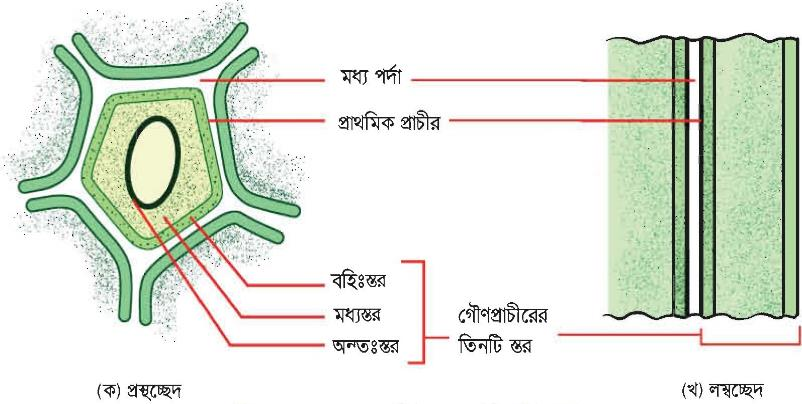 মধ্য পর্দা
প্রাথমিক প্রাচীর
বহিঃস্তর
মধ্যস্তর
অন্তঃস্তর
গৌণপ্রাচীরের
তিনটি স্তর
(ক) প্রস্থচ্ছেদ
(খ) লম্বচ্ছেদ